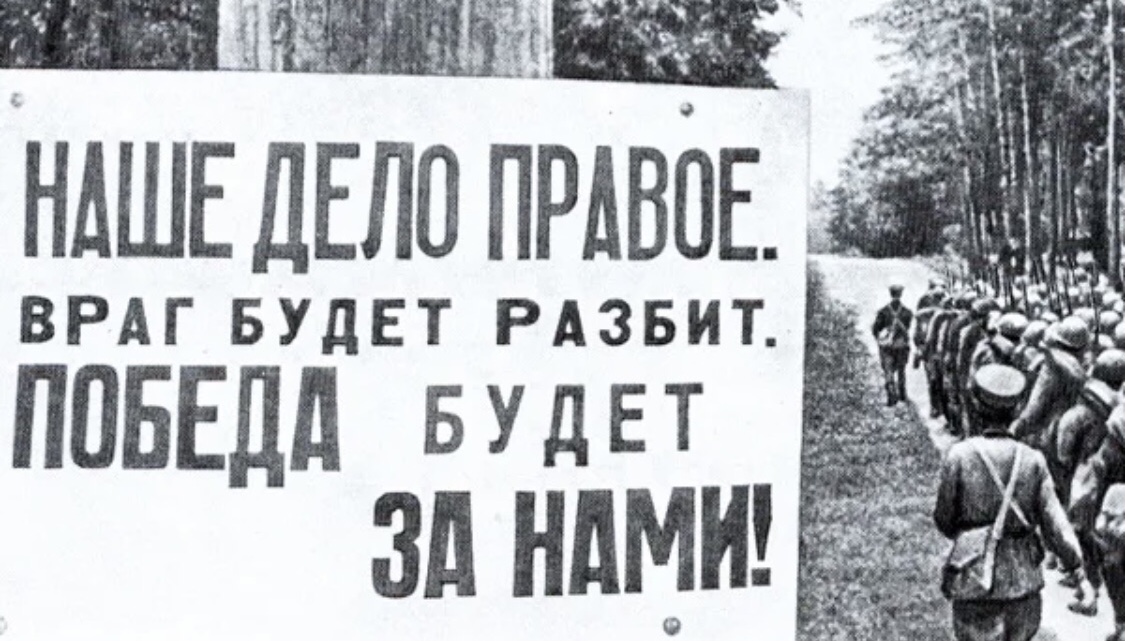 НАШЕ ДЕЛО ПРАВОЕ.
ВРАГ БУДЕТ РАЗБИТ.
ПОБЕДА БУДЕТ
ЗА НАМИ!